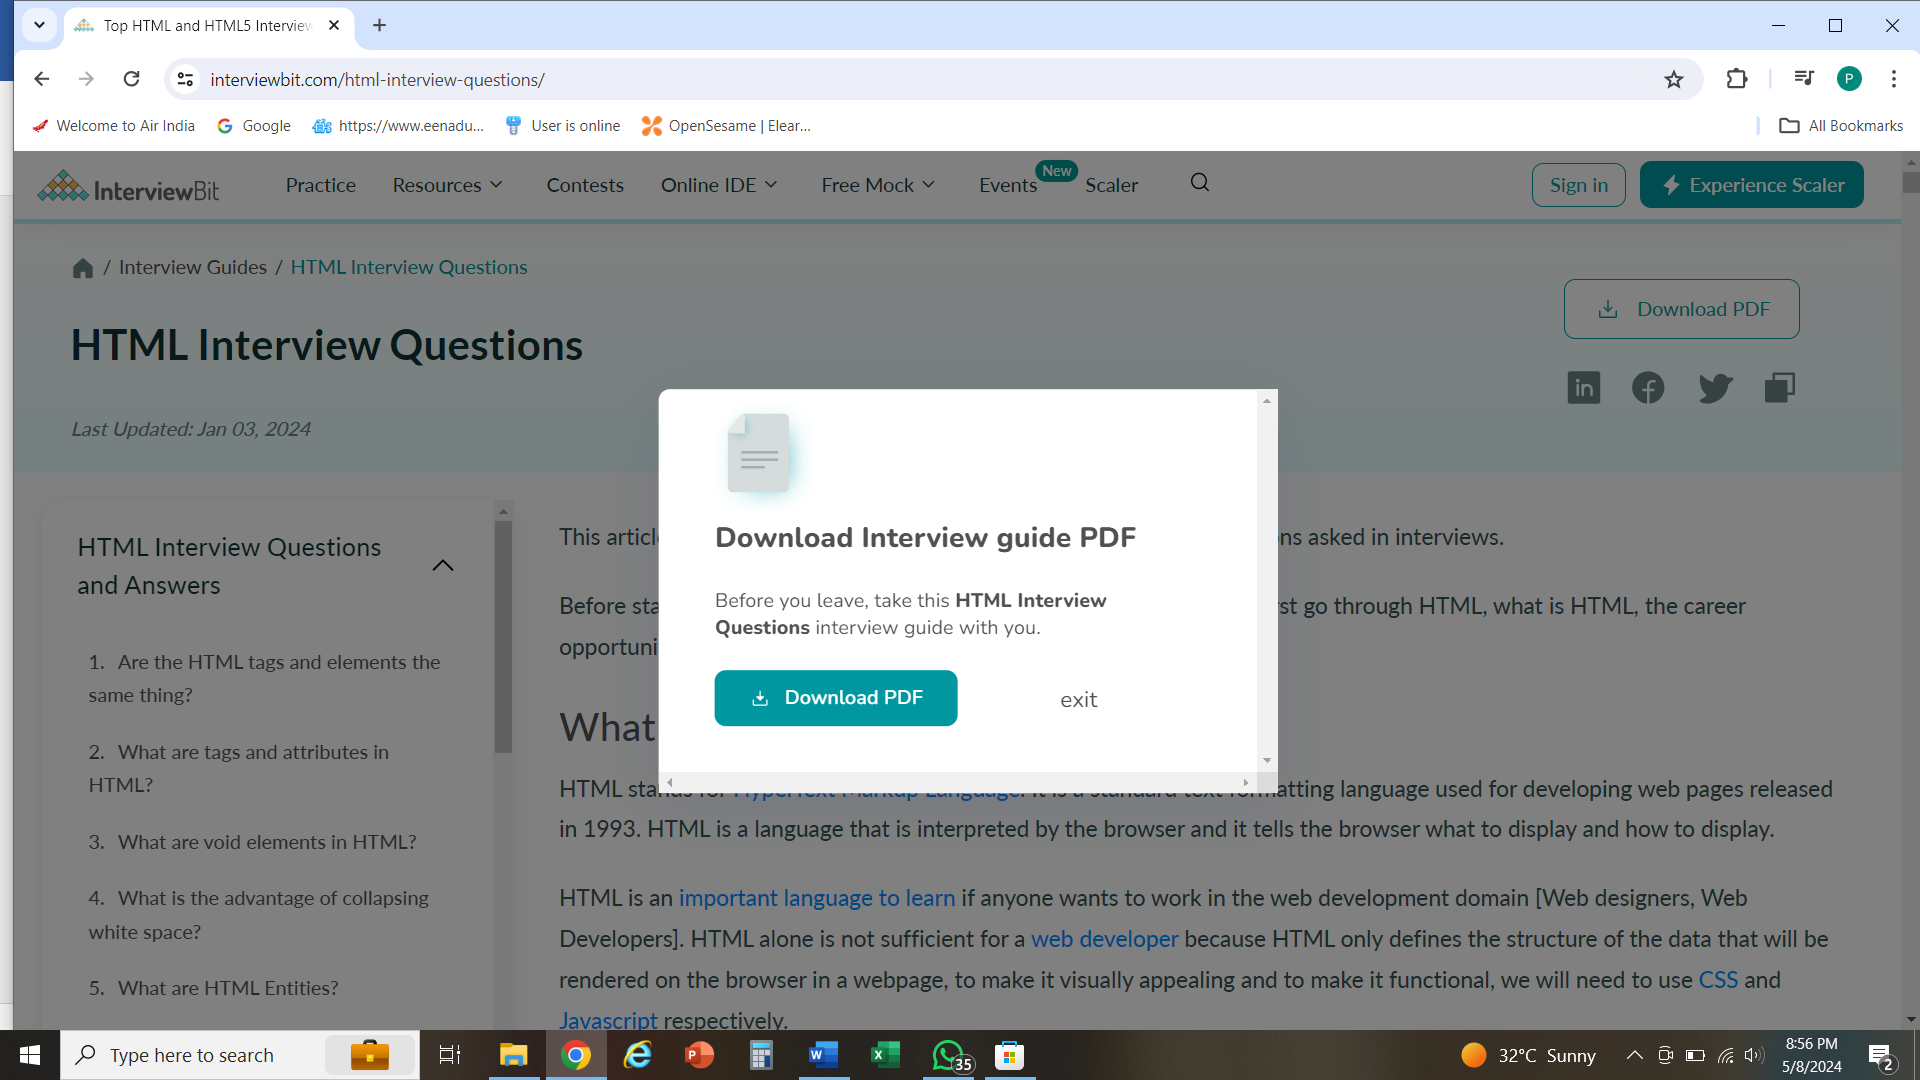 Top HTML and HTML5 Interview
interviewbit.com/html-interview-questions/
P
Welcome to Air India
Google
https://www.eenadu...
User is online
OpenSesame | Elear...
All Bookmarks
InterviewBit
Practice
Resources
Contests
Online IDE
Free Mock
Events
New
Scaler
Sign in
Experience Scaler
/ Interview Guides / HTML Interview Questions
Download PDF
HTML Interview Questions
in
Last Updated: Jan 03, 2024
Download Interview guide PDF
Before you leave, take this HTML Interview
Questions interview guide with you.
Download PDF
exit
HTML Interview Questions
and Answers
1. Are the HTML tags and elements the
same thing?
2. What are tags and attributes in
HTML?
3. What are void elements in HTML?
4. What is the advantage of collapsing
white space?
5. What are HTML Entities?
This articl
ns asked in interviews.
Before sta
st go through HTML, what is HTML, the career
opportuni
What
HTML stands for HyperText Markup Language. It is a standard text formatting language used for developing web pages released
in 1993. HTML is a language that is interpreted by the browser and it tells the browser what to display and how to display.
HTML is an important language to learn if anyone wants to work in the web development domain [Web designers, Web
Developers]. HTML alone is not sufficient for a web developer because HTML only defines the structure of the data that will be
rendered on the browser in a webpage, to make it visually appealing and to make it functional, we will need to use CSS and
Javascript respectively.
Type here to search
P
W
X
35
32°C Sunny
8:56 PM
5/8/2024
2